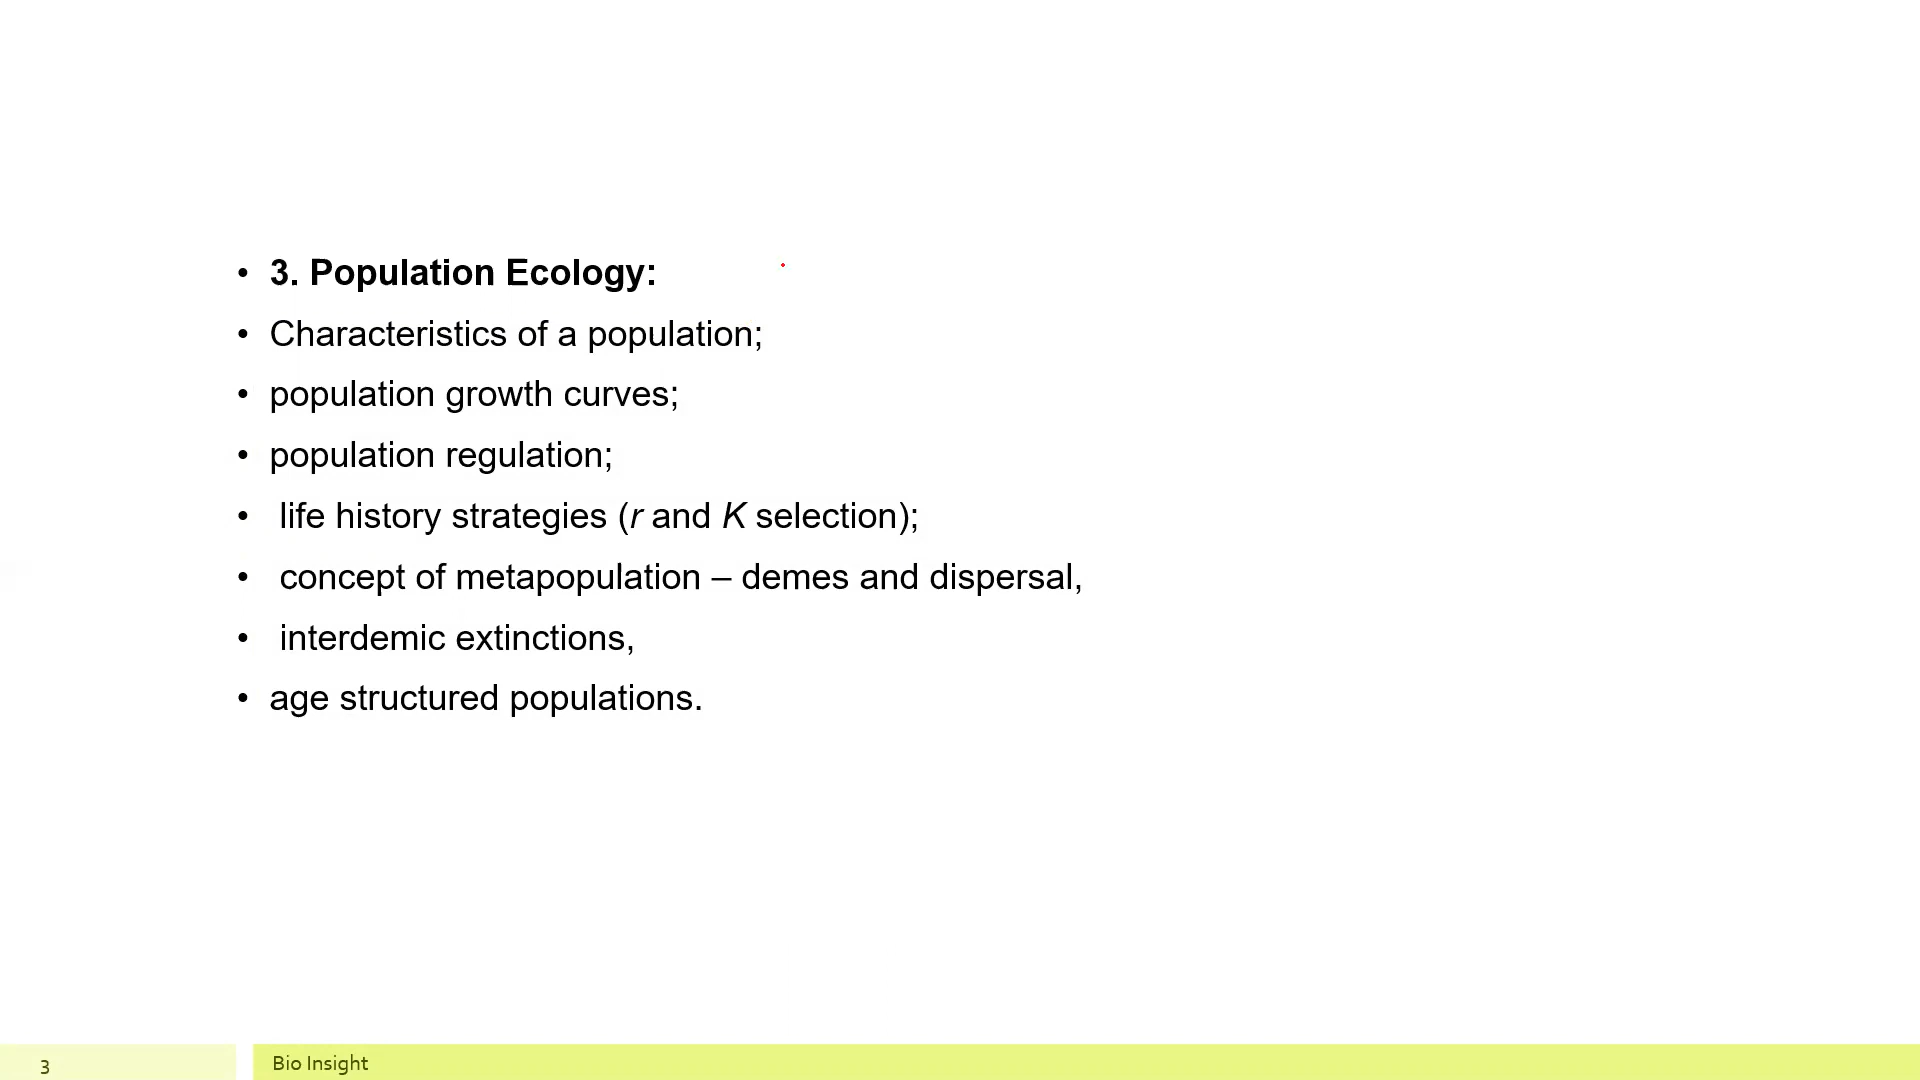 • 3. Population Ecology:
• Characteristics of a population;
• population growth curves;
• population regulation;
• life history strategies (r and K selection);
• concept of metapopulation – demes and dispersal,
• interdemic extinctions,
• age structured populations.
3
Bio Insight